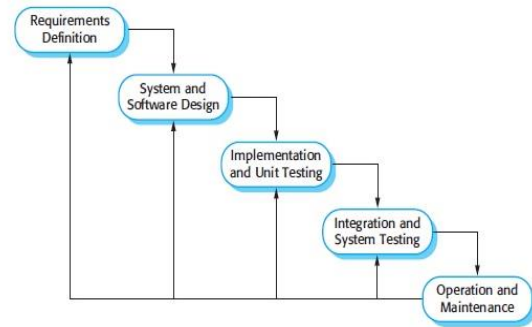 Requirements
Definition
System and
Software Design
Implementation
and Unit Testing
Integration and
System Testing
Operation and
Maintenance